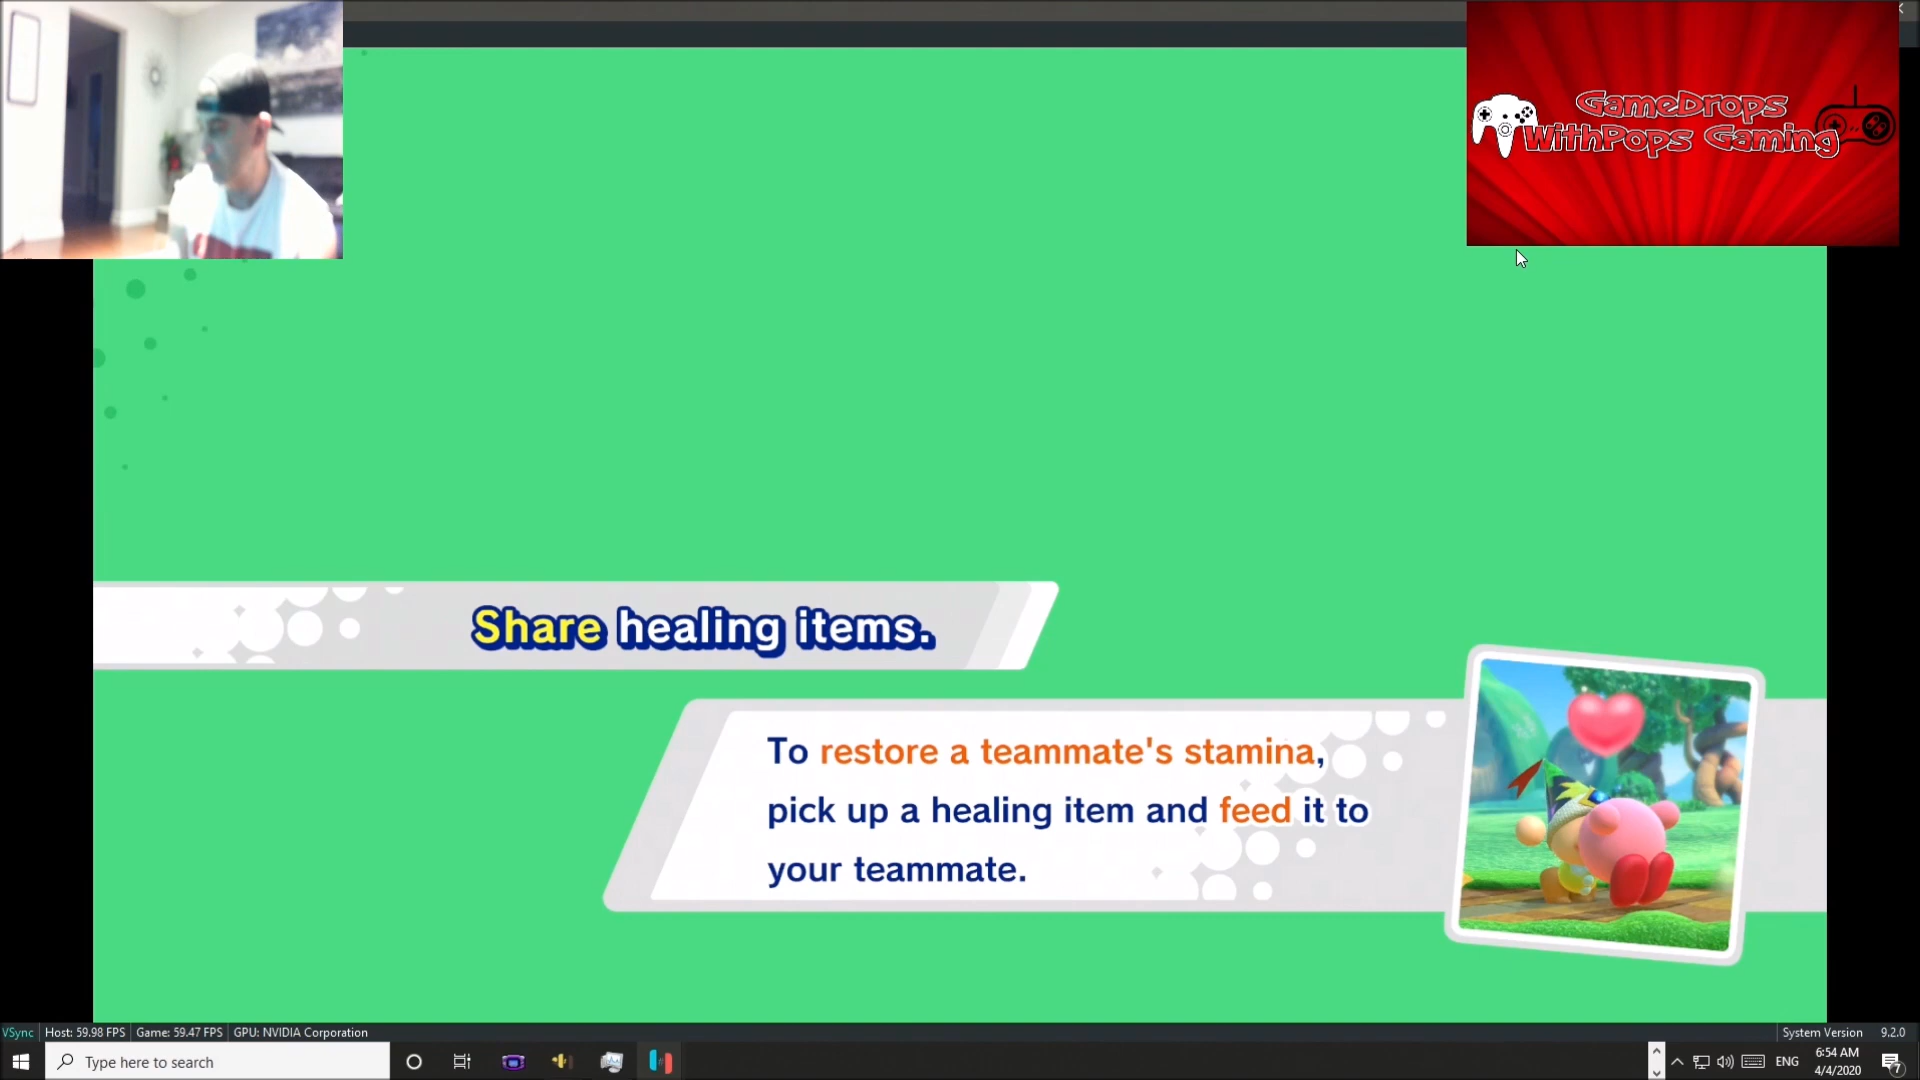 GameDrops
WithPops Gaming
Share healing items.
To restore a teammate's stamina,
pick up a healing item and feed it to
your teammate.
VSync Host: 59.98 FPS Game: 59.47 FPS GPU: NVIDIA Corporation System Version 9.2.0
Type here to search
ENG
6:54 AM
4/4/2020
7